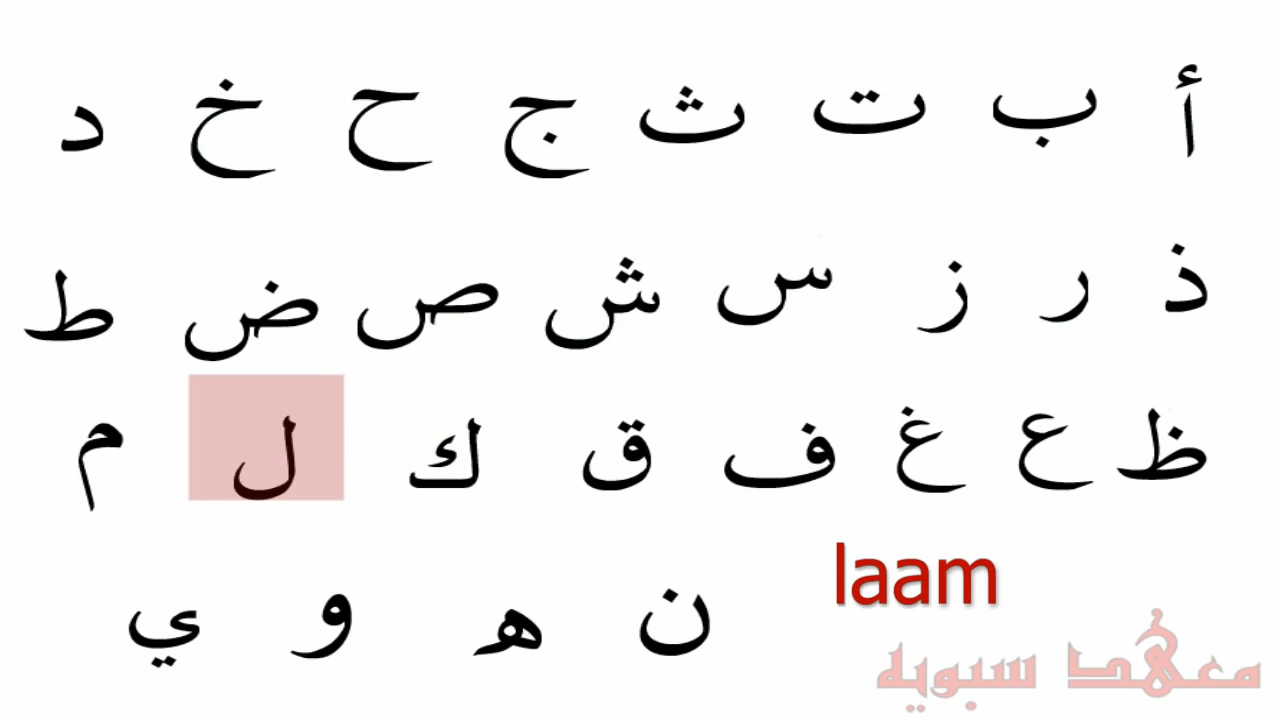 أ ب ت ث ج ح خ د
ذ ر ز س ش ص ض ط
ظ ع غ ف ق ك ل م
ن ه و ي
laam
معهد سبويه